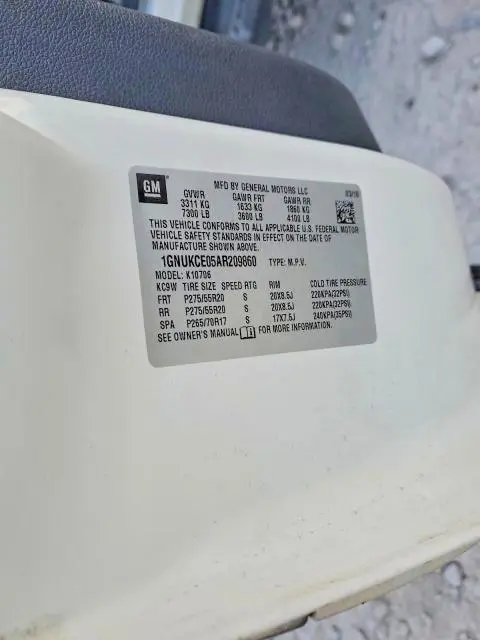 GM
MFD BY GENERAL MOTORS LLC
03/10
GVWR GAWR FRT GAWR RR
3311 KG 1633 KG 1860 KG
7300 LB 3600 LB 4100 LB
THIS VEHICLE CONFORMS TO ALL APPLICABLE U.S. FEDERAL MOTOR
VEHICLE SAFETY STANDARDS IN EFFECT ON THE DATE OF
MANUFACTURE SHOWN ABOVE.
1GNUKCE05AR209860 TYPE: M.P.V.
MODEL: K10706
KC9W TIRE SIZE SPEED RTG RIM COLD TIRE PRESSURE
FRT P275/55R20 S 20X8.5J 220KPA(32PSI)
RR P275/55R20 S 20X8.5J 220KPA(32PSI)
SPA P265/70R17 S 17X7.5J 240KPA(35PSI)
SEE OWNER'S MANUAL FOR MORE INFORMATION.